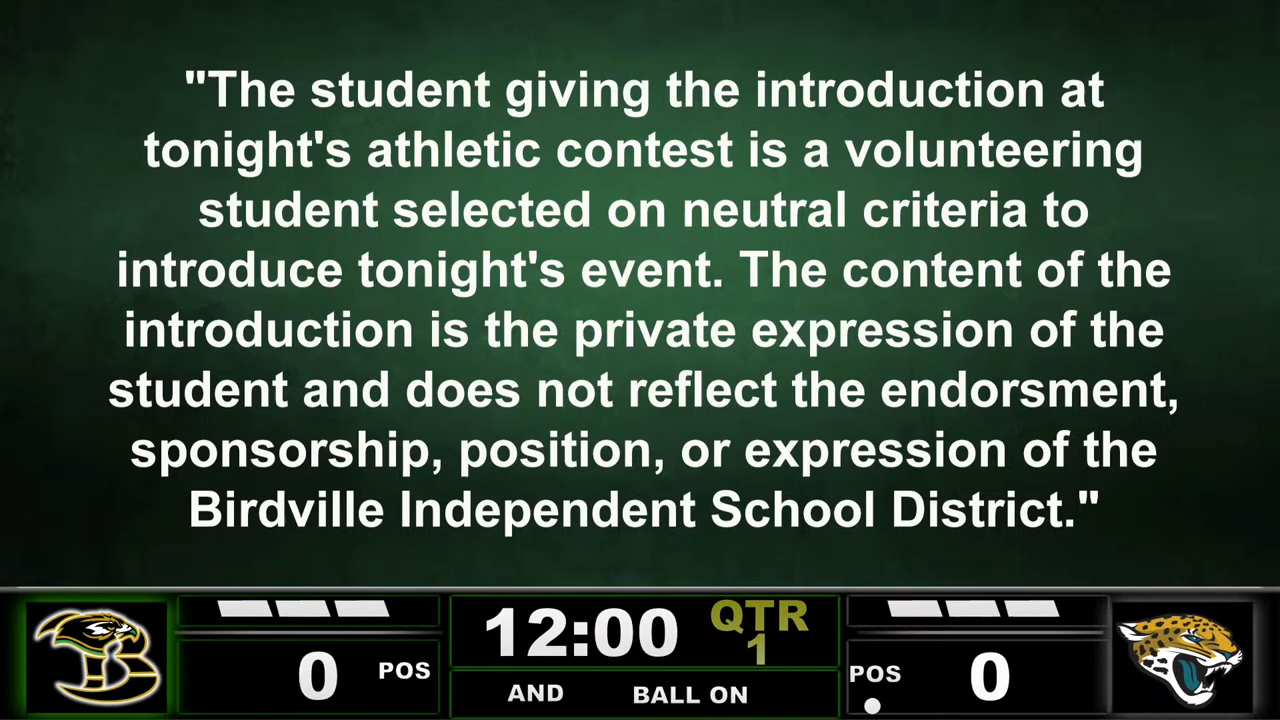 "The student giving the introduction at
tonight's athletic contest is a volunteering
student selected on neutral criteria to
introduce tonight's event. The content of the
introduction is the private expression of the
student and does not reflect the endorsment,
sponsorship, position, or expression of the
Birdville Independent School District."
B
0 POS
12:00 QTR
1
AND BALL ON
POS 0